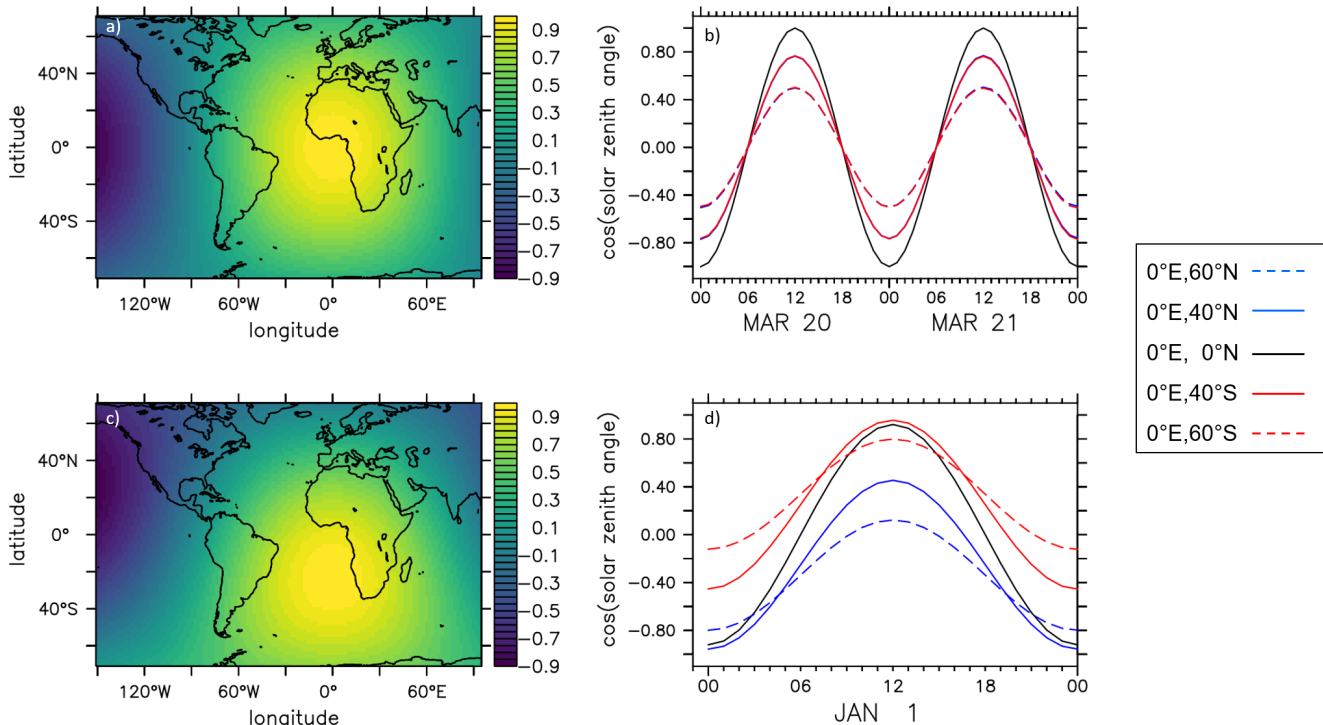 a)
40°N
0°
40°S
latitude
120°W
60°W
0°
60°E
longitude
0.9
0.7
0.5
0.3
0.1
−0.1
−0.3
−0.5
−0.7
−0.9
b)
cos(solar zenith angle)
0.80
0.40
0.00
−0.40
−0.80
00 06 12 18 00 06 12 18 00
MAR 20 MAR 21
0°E,60°N
0°E,40°N
0°E, 0°N
0°E,40°S
0°E,60°S
c)
40°N
0°
40°S
latitude
120°W
60°W
0°
60°E
longitude
0.9
0.7
0.5
0.3
0.1
−0.1
−0.3
−0.5
−0.7
−0.9
d)
cos(solar zenith angle)
0.80
0.40
0.00
−0.40
−0.80
00 06 12 18 00
JAN 1